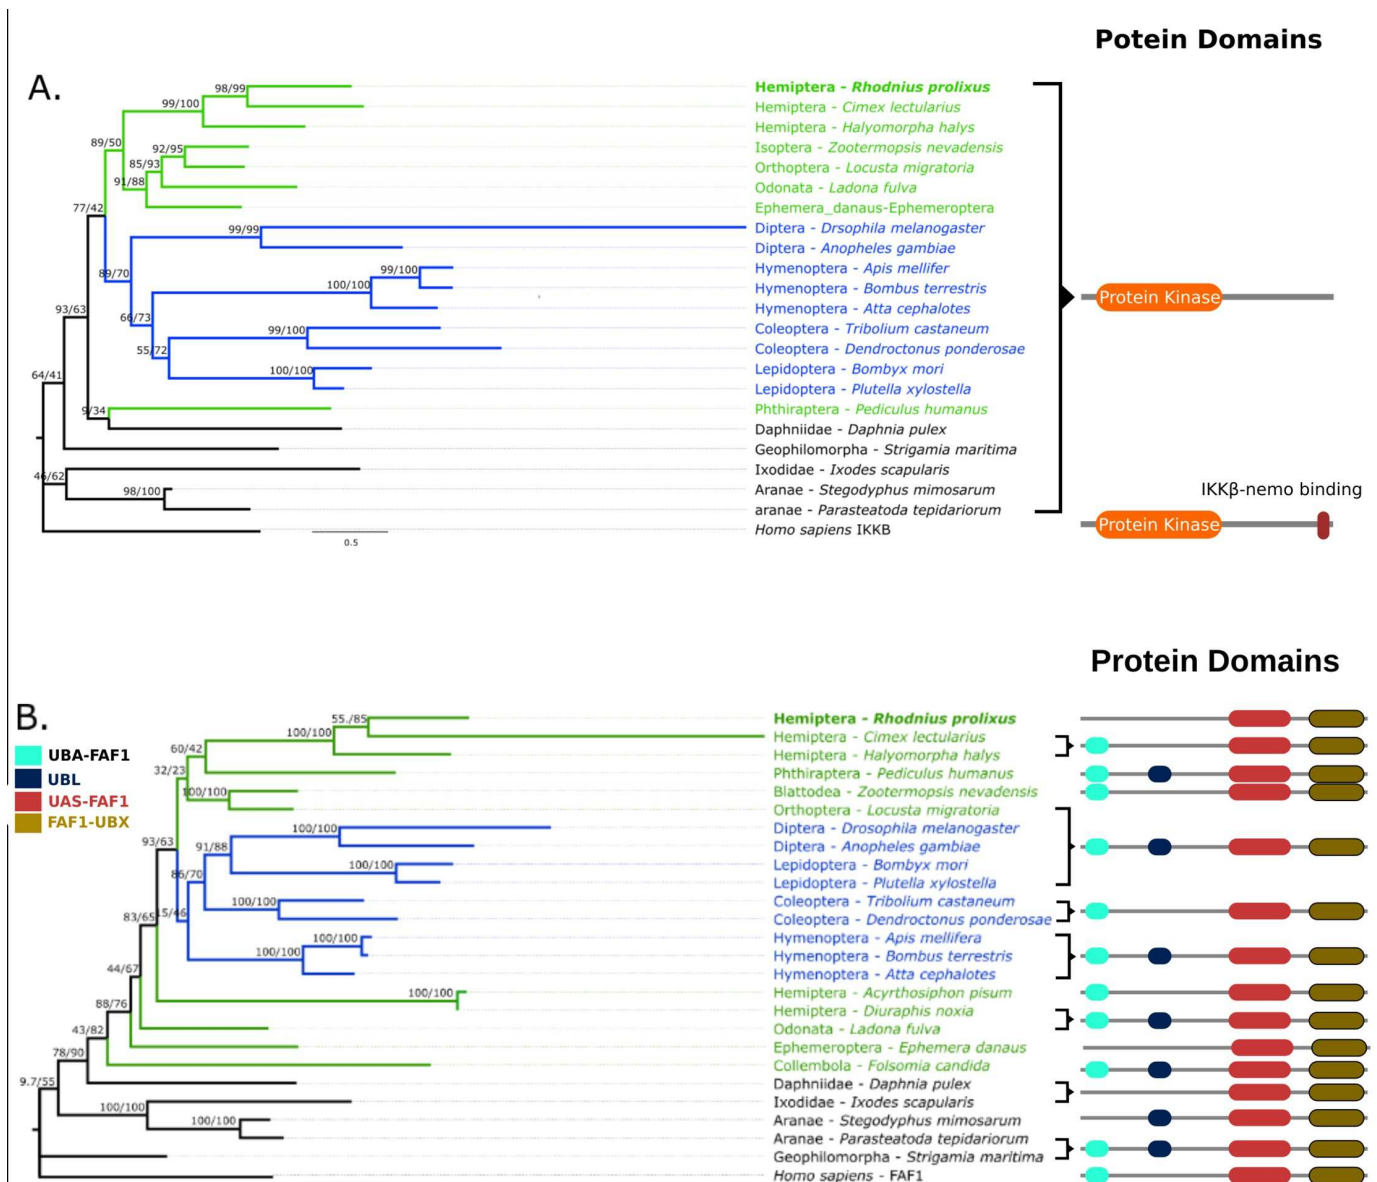 Potein Domains
A.
98/99
Hemiptera - Rhodnius prolixus
99/100
Hemiptera - Cimex lectularius
Hemiptera - Halyomorpha halys
89/50
92/95
Isoptera - Zootermopsis nevadensis
85/93
Orthoptera - Locusta migratoria
91/88
Odonata - Ladona fulva
77/42
Ephemera_danaus-Ephemeroptera
99/99
Diptera - Drsophila melanogaster
Diptera - Anopheles gambiae
89/70
99/100
Hymenoptera - Apis mellifer
100/100
Hymenoptera - Bombus terrestris
Protein Kinase
93/63
66/73
Hymenoptera - Atta cephalotes
99/100
Coleoptera - Tribolium castaneum
55/72
Coleoptera - Dendroctonus ponderosae
64/41
100/100
Lepidoptera - Bombyx mori
Lepidoptera - Plutella xylostella
9/34
Phthiraptera - Pediculus humanus
Daphniidae - Daphnia pulex
Geophilomorpha - Strigamia maritima
46/62
Ixodidae - Ixodes scapularis
98/100
Aranae - Stegodyphus mimosarum
IKKβ-nemo binding
aranae - Parasteatoda tepidariorum
Protein Kinase
Homo sapiens IKKB
0.5
Protein Domains
B.
UBA-FAF1
UBL
UAS-FAF1
FAF1-UBX
55./85
Hemiptera - Rhodnius prolixus
100/100
Hemiptera - Cimex lectularius
60/42
Hemiptera - Halyomorpha halys
32/23
Phthiraptera - Pediculus humanus
100/100
Blattodea - Zootermopsis nevadensis
Orthoptera - Locusta migratoria
100/100
Diptera - Drosophila melanogaster
93/63
91/88
Diptera - Anopheles gambiae
100/100
Lepidoptera - Bombyx mori
86/70
Lepidoptera - Plutella xylostella
100/100
Coleoptera - Tribolium castaneum
83/65
15/46
Coleoptera - Dendroctonus ponderosae
100/100
Hymenoptera - Apis mellifera
100/100
Hymenoptera - Bombus terrestris
44/67
Hymenoptera - Atta cephalotes
100/100
Hemiptera - Acyrthosiphon pisum
88/76
Hemiptera - Diuraphis noxia
43/82
Odonata - Ladona fulva
Ephemeroptera - Ephemera danaus
78/90
Collembola - Folsomia candida
9.7/55
Daphniidae - Daphnia pulex
100/100
Ixodidae - Ixodes scapularis
100/100
Aranae - Stegodyphus mimosarum
Aranae - Parasteatoda tepidariorum
Geophilomorpha - Strigamia maritima
Homo sapiens - FAF1